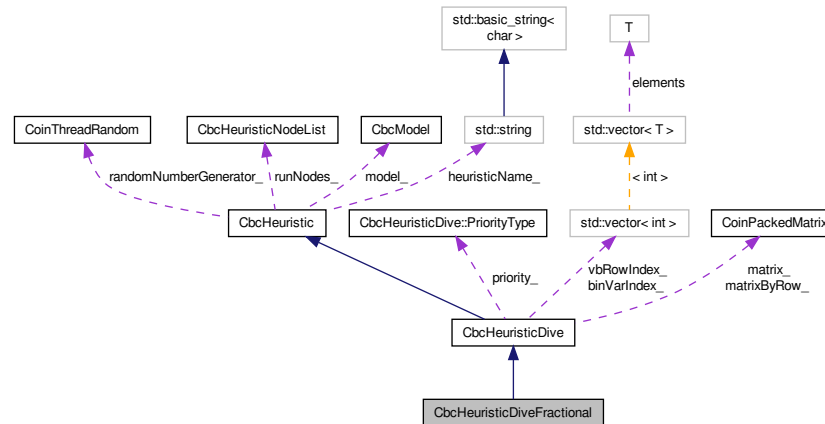 std::basic_string<
char >
T
elements
CoinThreadRandom
CbcHeuristicNodeList
CbcModel
std::string
std::vector< T >
randomNumberGenerator_
runNodes_
model_
heuristicName_
< int >
CbcHeuristic
CbcHeuristicDive::PriorityType
std::vector< int >
CoinPackedMatrix
priority_
vbRowIndex_
binVarIndex_
matrix_
matrixByRow_
CbcHeuristicDive
CbcHeuristicDiveFractional